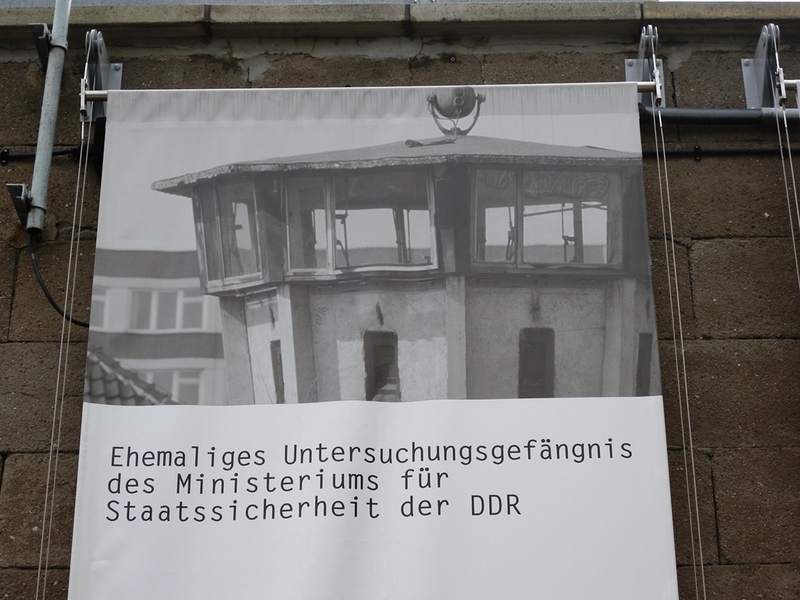 Ehemaliges Untersuchungsgefängnis
des Ministeriums für
Staatssicherheit der DDR